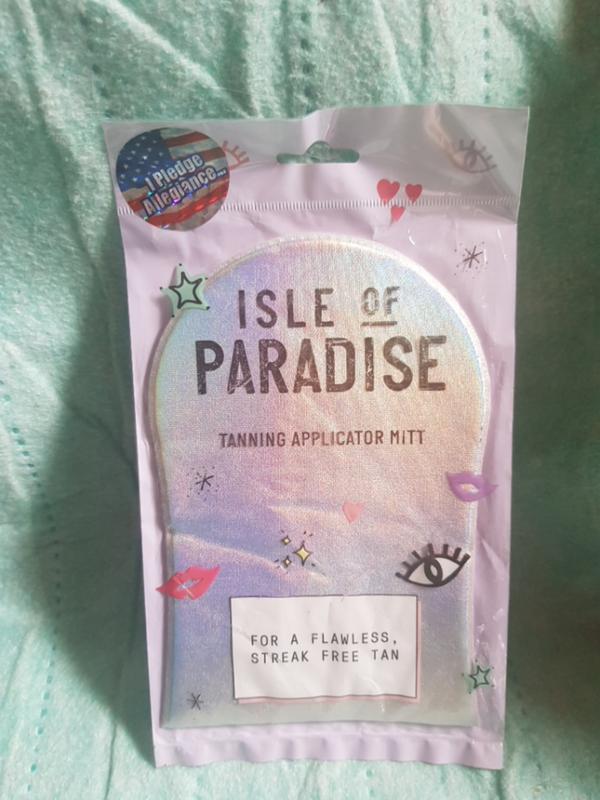 I Pledge
Allegiance...
ISLE OF
PARADISE
TANNING APPLICATOR MiTT
FOR A FLAWLESS,
STREAK FREE TAN